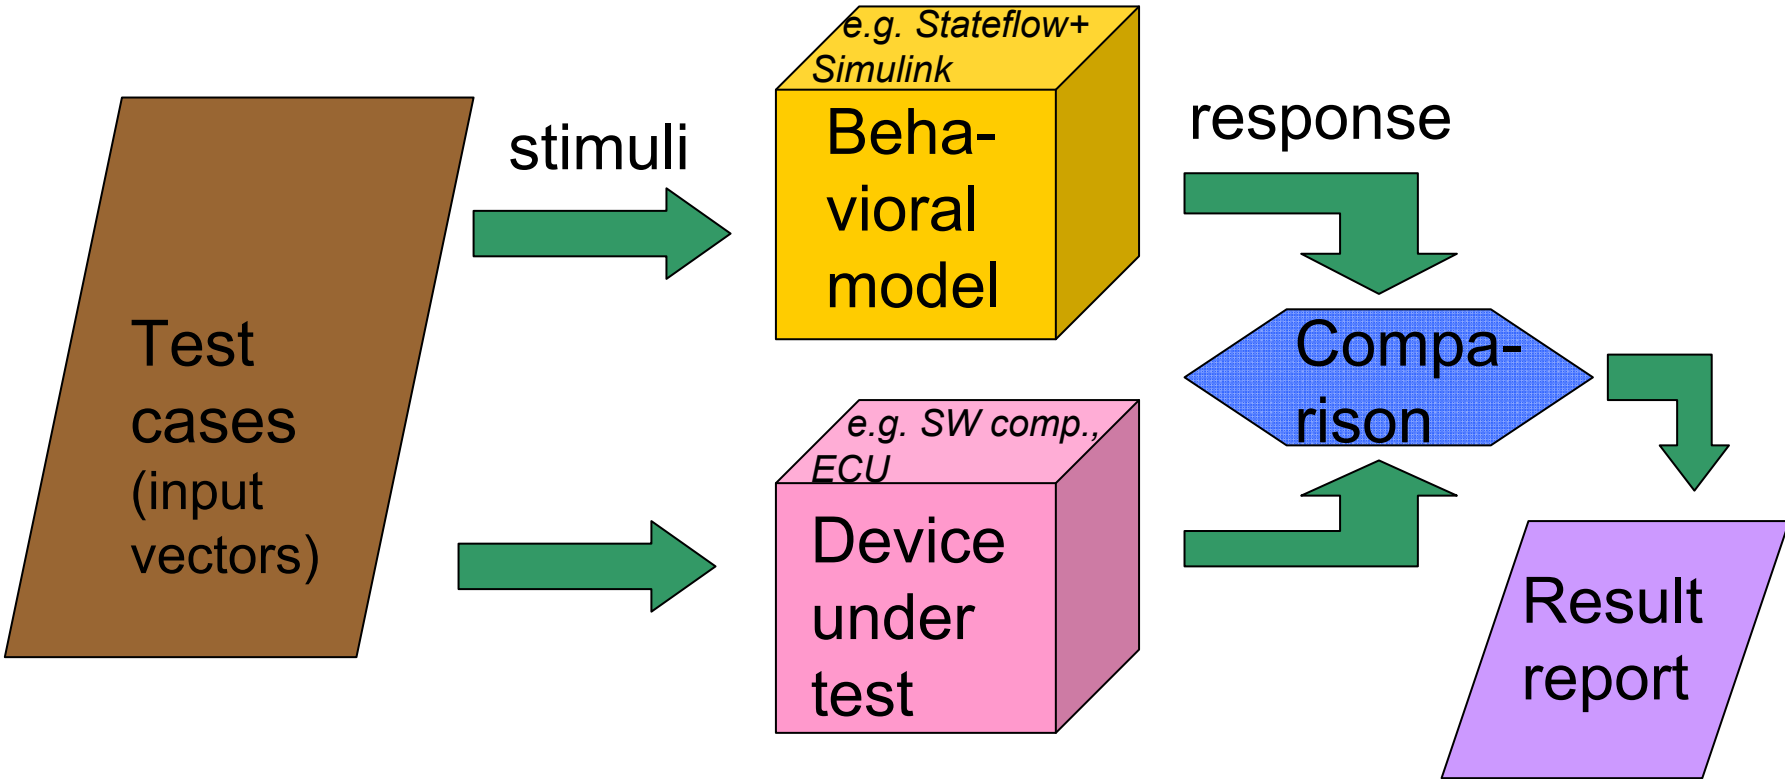 Test
cases
(input
vectors)
stimuli
e.g. Stateflow+
Simulink
Beha-
vioral
model
e.g. SW comp.,
ECU
Device
under
test
response
Compa-
rison
Result
report